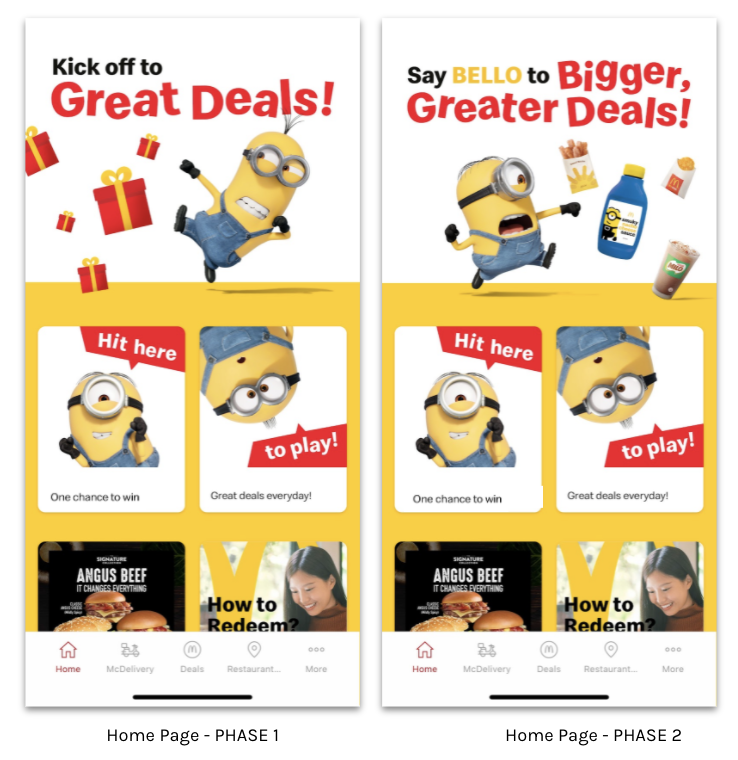 Kick off to
Great Deals!
Hit here
One chance to win
to play!
Great deals everyday!
SIGNATURE
ANGUS BEEF
IT CHANGES EVERYTHING
How to
Redeem?
Home
McDelivery
Deals
Restaurant...
More
Home Page - PHASE 1
Say BELLO to Bigger,
Greater Deals!
sauce
MILO
Hit here
One chance to win
to play!
Great deals everyday!
SIGNATURE
ANGUS BEEF
IT CHANGES EVERYTHING
How to
Redeem?
Home
McDelivery
Deals
Restaurant...
More
Home Page - PHASE 2